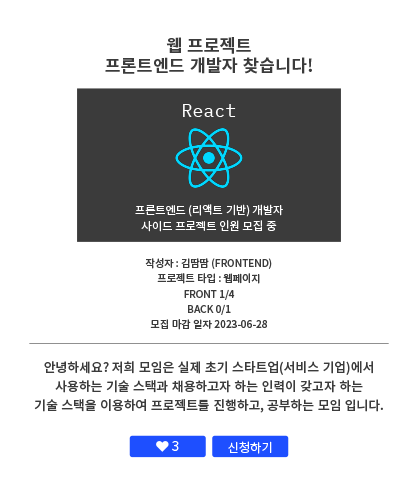 웹 프로젝트
프론트엔드 개발자 찾습니다!
React
프론트엔드 (리액트 기반) 개발자
사이드 프로젝트 인원 모집 중
작성자 : 김땀땀 (FRONTEND)
프로젝트 타입 : 웹페이지
FRONT 1/4
BACK 0/1
모집 마감 일자 2023-06-28
안녕하세요? 저희 모임은 실제 초기 스타트업(서비스 기업)에서
사용하는 기술 스택과 채용하고자 하는 인력이 갖고자 하는
기술 스택을 이용하여 프로젝트를 진행하고, 공부하는 모임 입니다.
♥ 3
신청하기